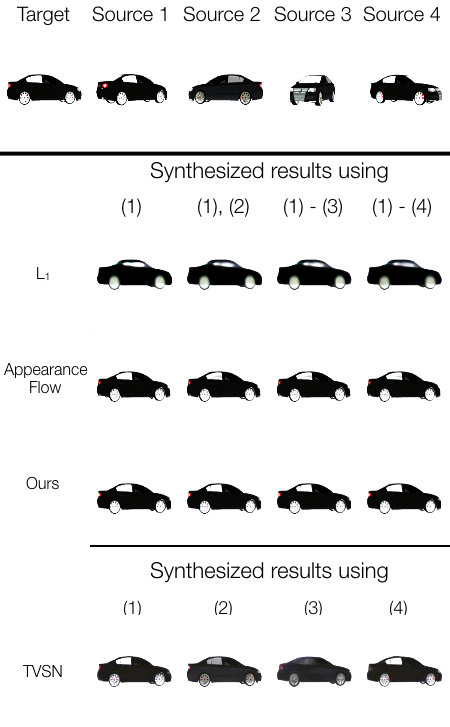 Target Source 1 Source 2 Source 3 Source 4
Synthesized results using
(1) (1), (2) (1) - (3) (1) - (4)
L₁
Appearance
Flow
Ours
Synthesized results using
(1) (2) (3) (4)
TVSN